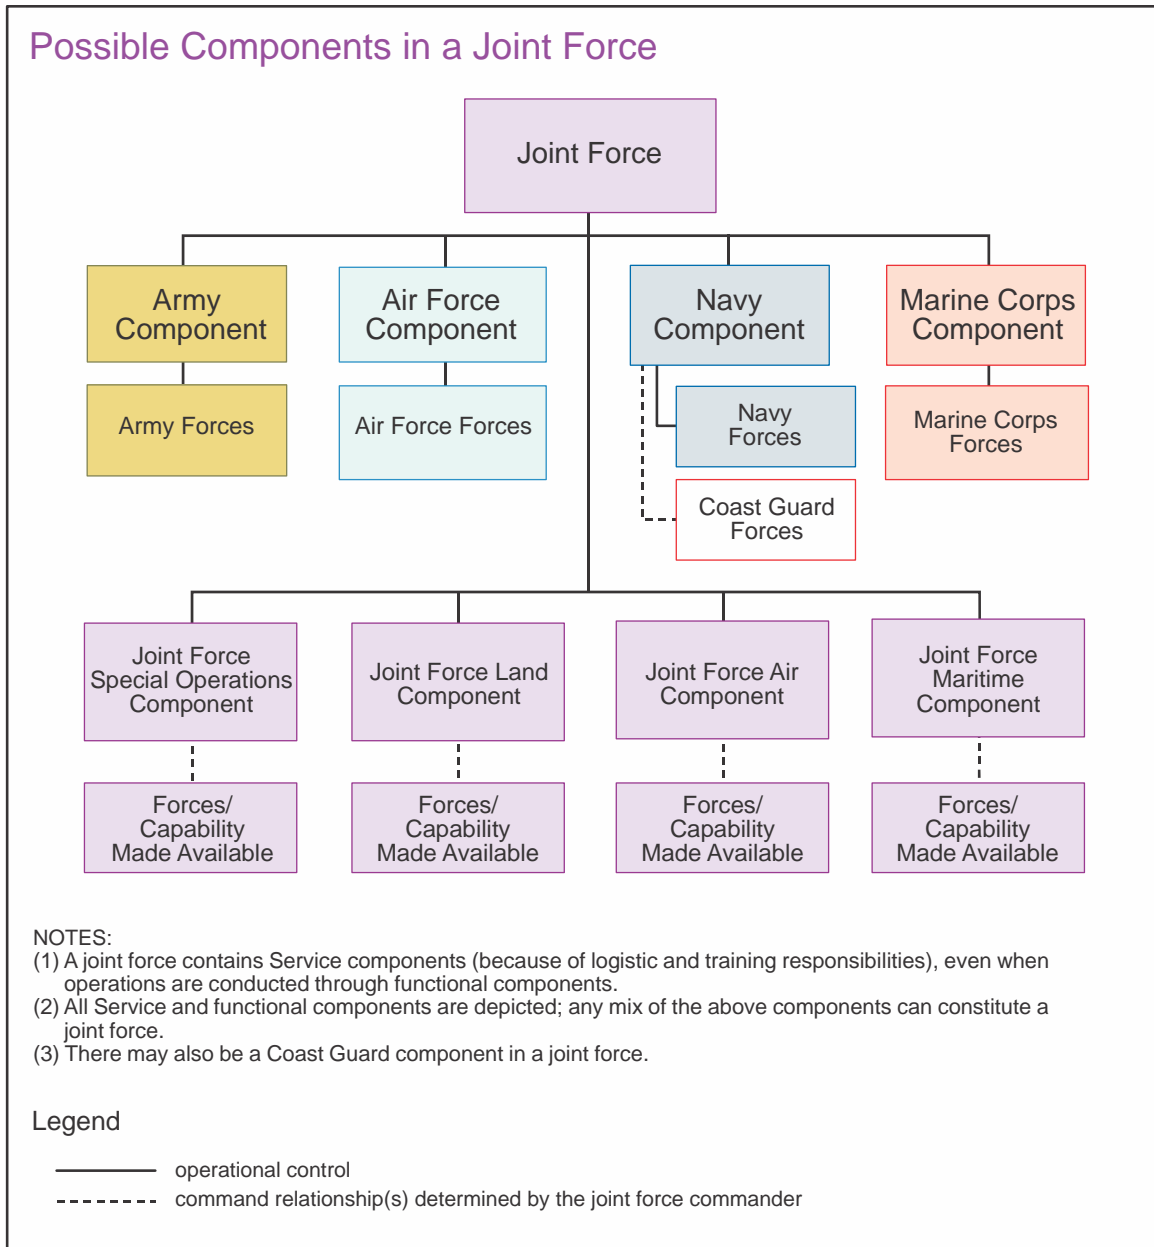 Possible Components in a Joint Force
Joint Force
Army
Component
Air Force
Component
Navy
Component
Marine Corps
Component
Army Forces
Air Force Forces
Navy
Forces
Marine Corps
Forces
Coast Guard
Forces
Joint Force
Special Operations
Component
Joint Force Land
Component
Joint Force Air
Component
Joint Force
Maritime
Component
Forces/
Capability
Made Available
Forces/
Capability
Made Available
Forces/
Capability
Made Available
Forces/
Capability
Made Available
NOTES:
(1) A joint force contains Service components (because of logistic and training responsibilities), even when
operations are conducted through functional components.
(2) All Service and functional components are depicted; any mix of the above components can constitute a
joint force.
(3) There may also be a Coast Guard component in a joint force.
Legend
operational control
command relationship(s) determined by the joint force commander